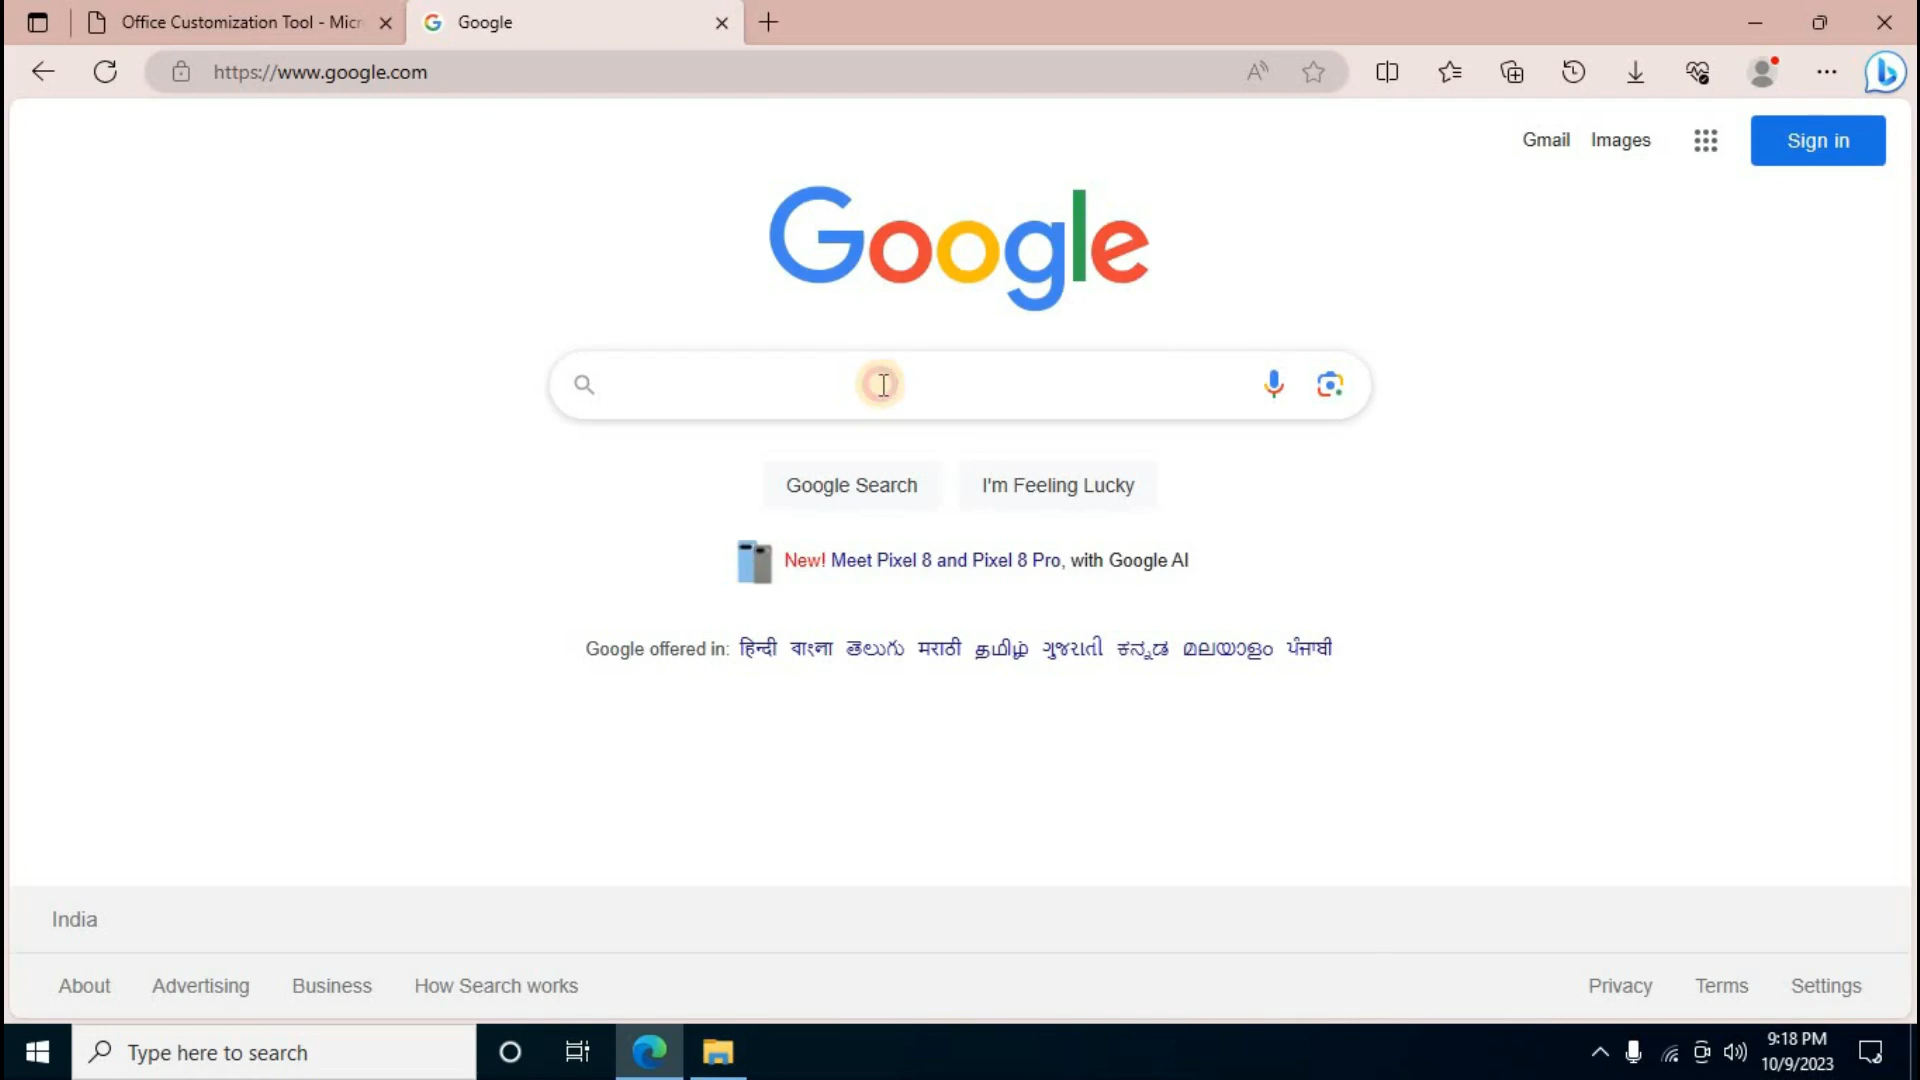 Office Customization Tool - Micr
Google
https://www.google.com
Gmail Images
Sign in
Google
Google Search
I'm Feeling Lucky
New! Meet Pixel 8 and Pixel 8 Pro, with Google AI
Google offered in: हिन्दी বাংলা తెలుగు मराठी தமிழ் ગુજરાતી ಕನ್ನಡ മലയാളം ਪੰਜਾਬੀ
India
About Advertising Business How Search works
Privacy Terms Settings
Type here to search
9:18 PM
10/9/2023